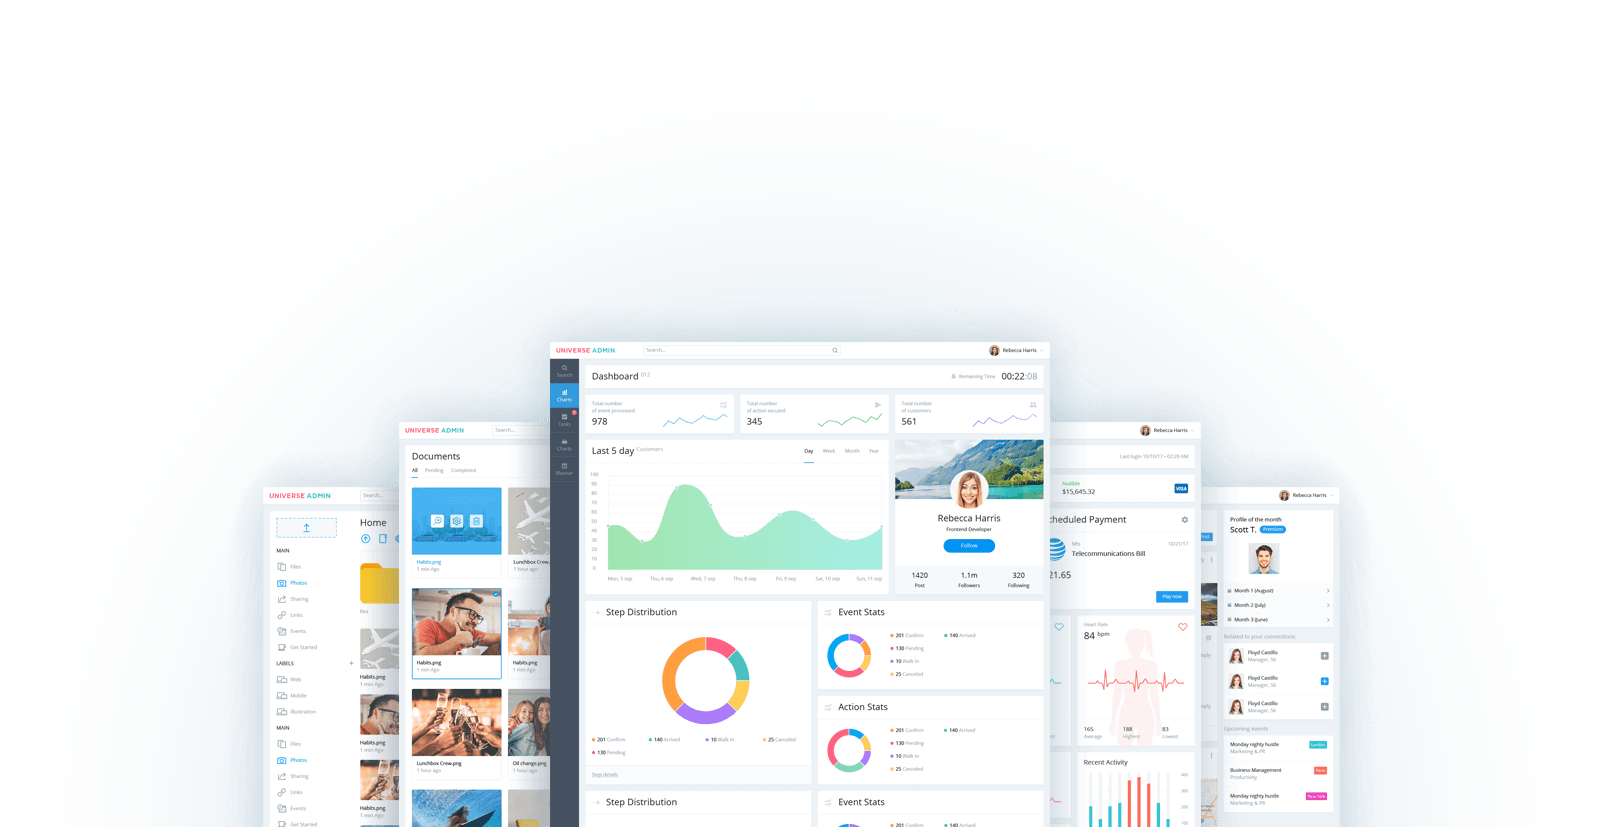 UNIVERSE ADMIN
Search...
Rebecca Harris
Search
Charts
Tasks
Charts
Planner
Dashboard 012
Remaining Time 00:22:08
Total number
of event processed
978
Total number
of action excuted
345
Total number
of customers
561
Last 5 day Customers
Day Week Month Year
100
90
80
70
60
50
40
30
20
10
0
Mon, 5 sep Thu, 6 sep Wed, 7 sep Thu, 8 sep Fri, 9 sep Sat, 10 sep Sun, 11 sep
Rebecca Harris
Frontend Developer
Follow
1420 1.1m 320
Post Followers Following
Step Distribution
201 Confirm 140 Arrived 10 Walk In 25 Canceled
130 Pending
Step details
Event Stats
201 Confirm 140 Arrived
130 Pending
10 Walk In
25 Canceled
Action Stats
201 Confirm 140 Arrived
130 Pending
10 Walk In
25 Canceled
Step Distribution
Event Stats
201 Confirm 140 Arrived
UNIVERSE ADMIN
Search...
Documents
All Pending Completed
Habits.png
1 min Ago
Lunchbox Crew.
1 hour ago
Habits.png
1 min Ago
Habits.png
1 min Ago
Lunchbox Crew.png
1 hour ago
Oil change.png
1 hour ago
UNIVERSE ADMIN
Search...
Home
MAIN
Files
Photos
Sharing
Links
Events
Get Started
LABELS +
Web
Mobile
Illustration
MAIN
Files
Photos
Sharing
Links
Events
Get Started
Habits.png
1 min Ago
Habits.png
1 min Ago
Habits.png
1 min Ago
Rebecca Harris
Last login 10/10/17 • 02:29 AM
$15,645.32
VISA
heduled Payment
Mts 10/21/17
Telecommunications Bill
21.65
Play now
Heart Rate
84 bpm
165 188 83
Average Highest Lowest
Recent Activity
400
300
200
100
Rebecca Harris
Profile of the month
Scott T. Premium
Month 1 (August)
Month 2 (July)
Month 3 (June)
Related to your connections
Floyd Castillo
Manager, 56
Floyd Castillo
Manager, 56
Floyd Castillo
Manager, 56
Upcoming events
Monday nighty hustle
Marketing & PR
London
Business Management
Productivity
Paris
Monday nighty hustle
Marketing & PR
New York